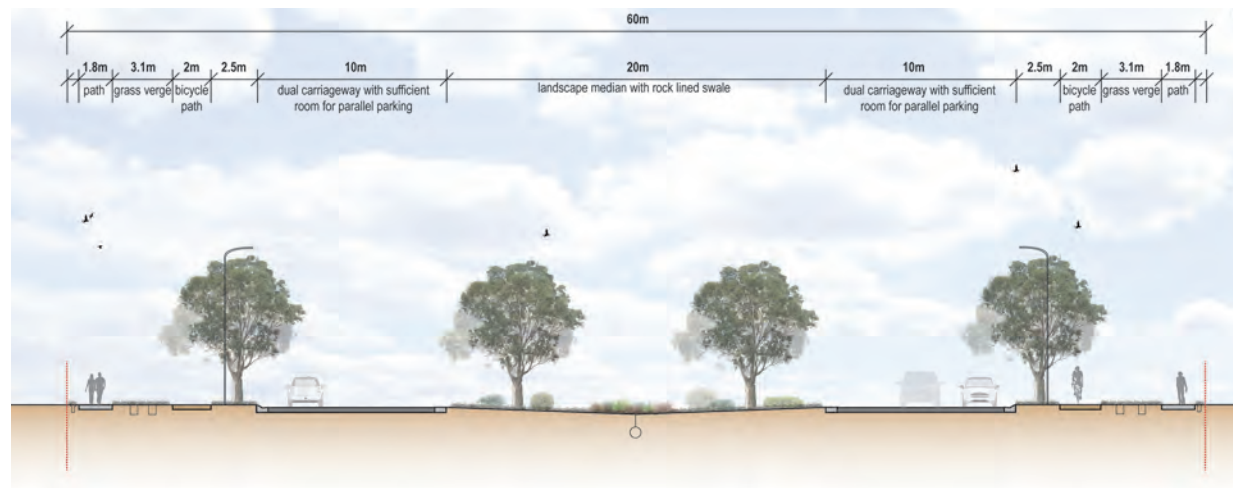 60m
1.8m 3.1m 2m 2.5m 10m 20m 10m 2.5m 2m 3.1m 1.8m
path grass verge bicycle path
dual carriageway with sufficient room for parallel parking
landscape median with rock lined swale
dual carriageway with sufficient room for parallel parking
bicycle path grass verge path